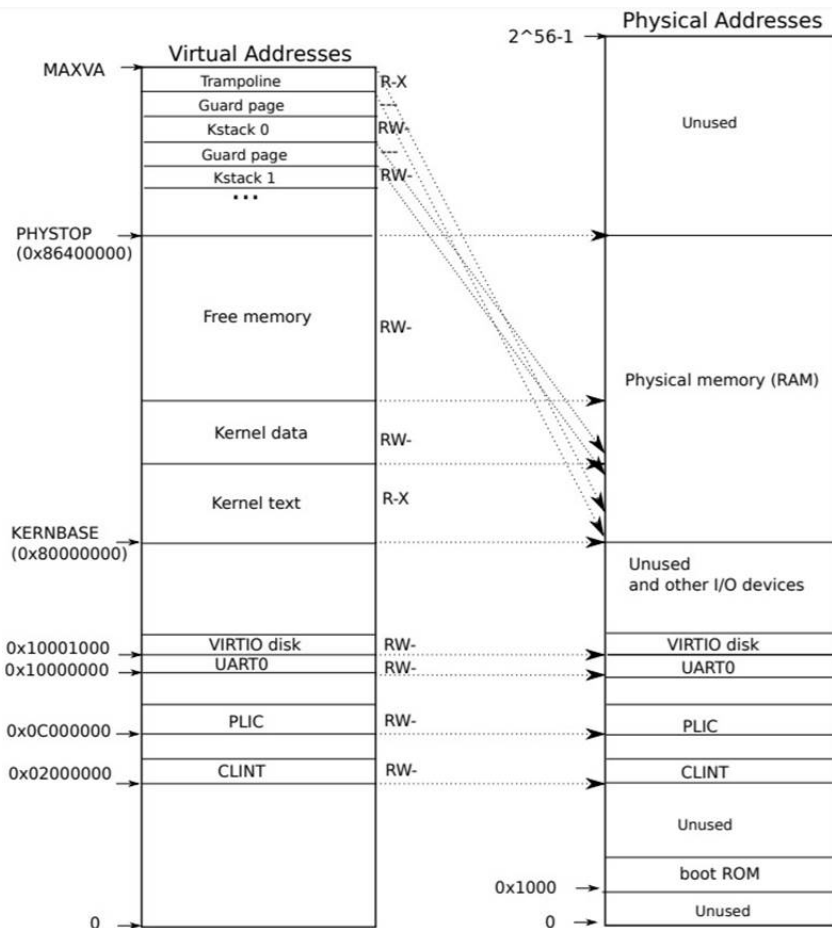 Virtual Addresses
MAXVA
Trampoline
R-X
Guard page
---
Kstack 0
RW-
Guard page
---
Kstack 1
RW-
...
PHYSTOP
(0x86400000)
Free memory
RW-
Kernel data
RW-
Kernel text
R-X
KERNBASE
(0x80000000)
0x10001000
VIRTIO disk
RW-
0x10000000
UART0
RW-
0x0C000000
PLIC
RW-
0x02000000
CLINT
RW-
0
Physical Addresses
2^56-1
Unused
Physical memory (RAM)
Unused
and other I/O devices
VIRTIO disk
UART0
PLIC
CLINT
Unused
boot ROM
0x1000
Unused
0